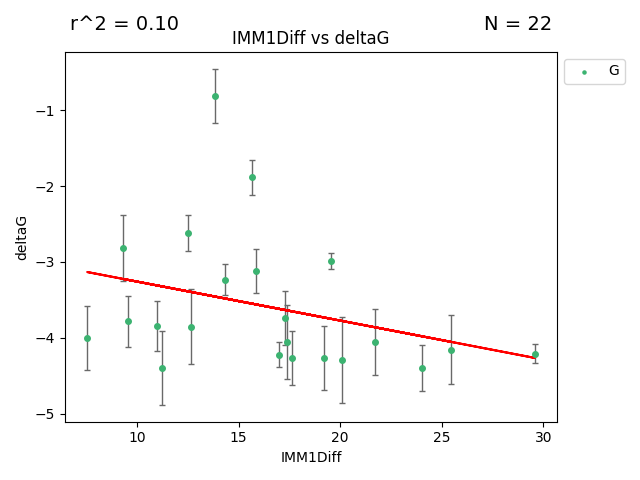 r^2 = 0.10
N = 22
IMM1Diff vs deltaG
G
−1
−2
−3
−4
−5
deltaG
10 15 20 25 30
IMM1Diff